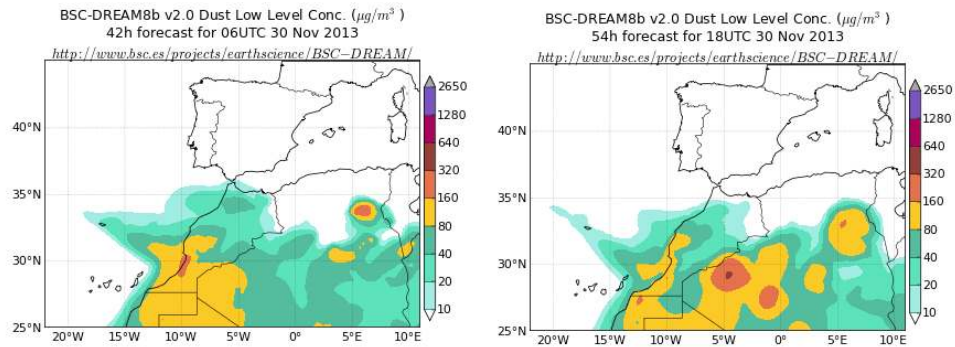 BSC-DREAM8b v2.0 Dust Low Level Conc. (μg/m³ )
42h forecast for 06UTC 30 Nov 2013
http://www.bsc.es/projects/earthscience/BSC−DREAM/
2650
1280
640
320
160
80
40
20
10
40°N
35°N
30°N
25°N
20°W
15°W
10°W
5°W
0°E
5°E
10°E
BSC-DREAM8b v2.0 Dust Low Level Conc. (μg/m³ )
54h forecast for 18UTC 30 Nov 2013
http://www.bsc.es/projects/earthscience/BSC−DREAM/
2650
1280
640
320
160
80
40
20
10
40°N
35°N
30°N
25°N
20°W
15°W
10°W
5°W
0°E
5°E
10°E